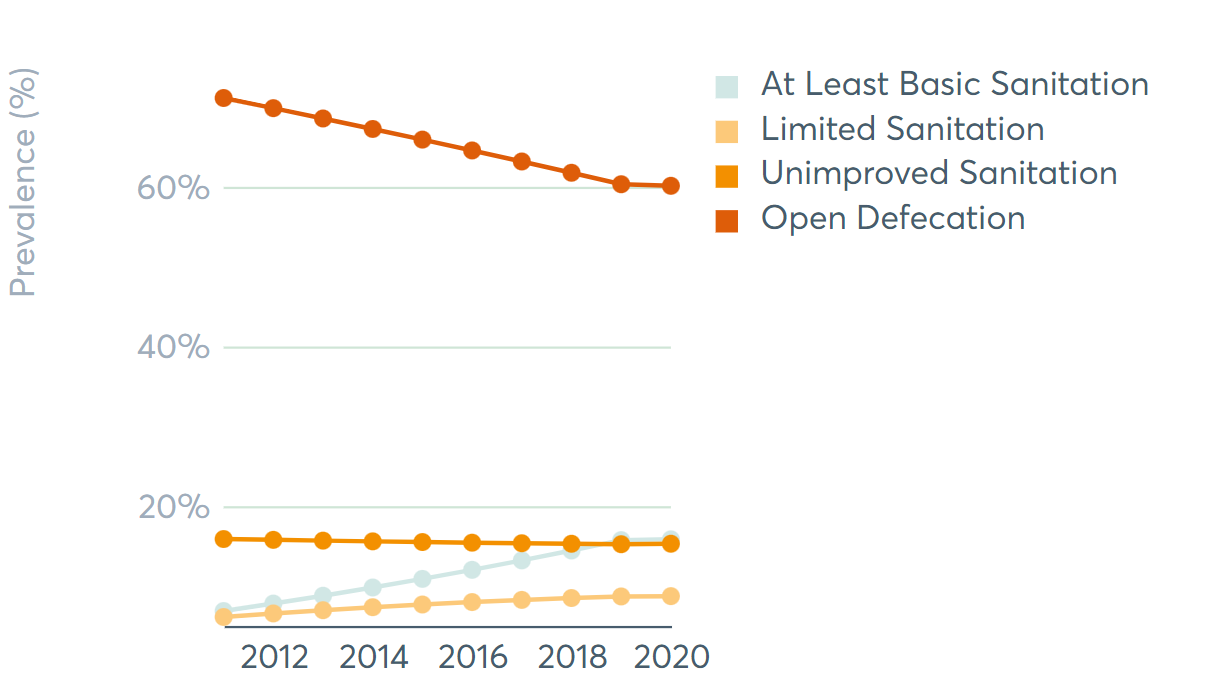 Prevalence (%)
At Least Basic Sanitation
Limited Sanitation
Unimproved Sanitation
Open Defecation
60%
40%
20%
2012 2014 2016 2018 2020